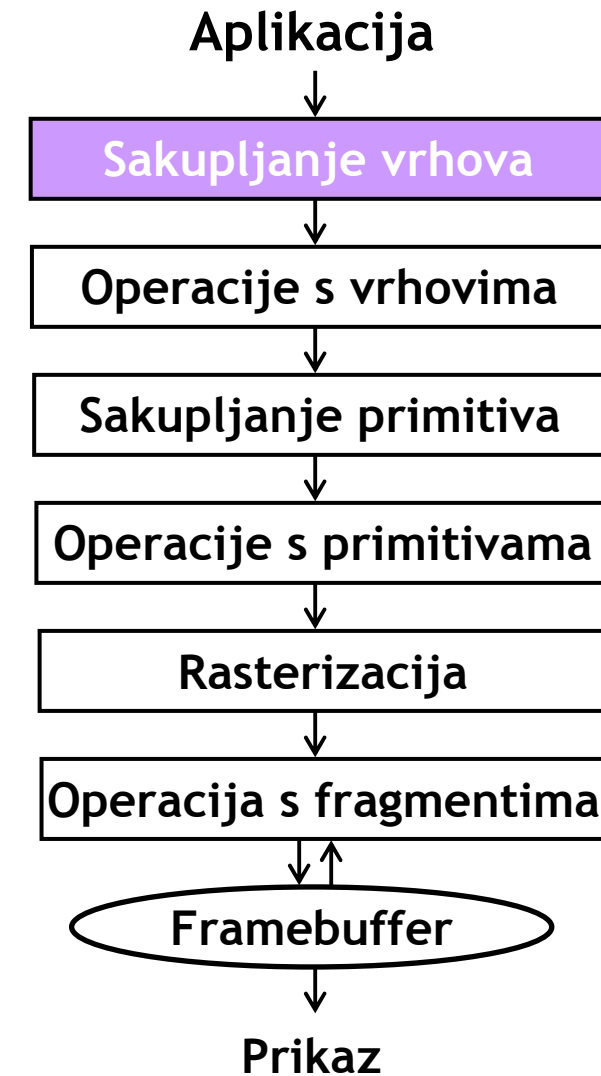 Aplikacija
Sakupljanje vrhova
Operacije s vrhovima
Sakupljanje primitiva
Operacije s primitivama
Rasterizacija
Operacija s fragmentima
Framebuffer
Prikaz